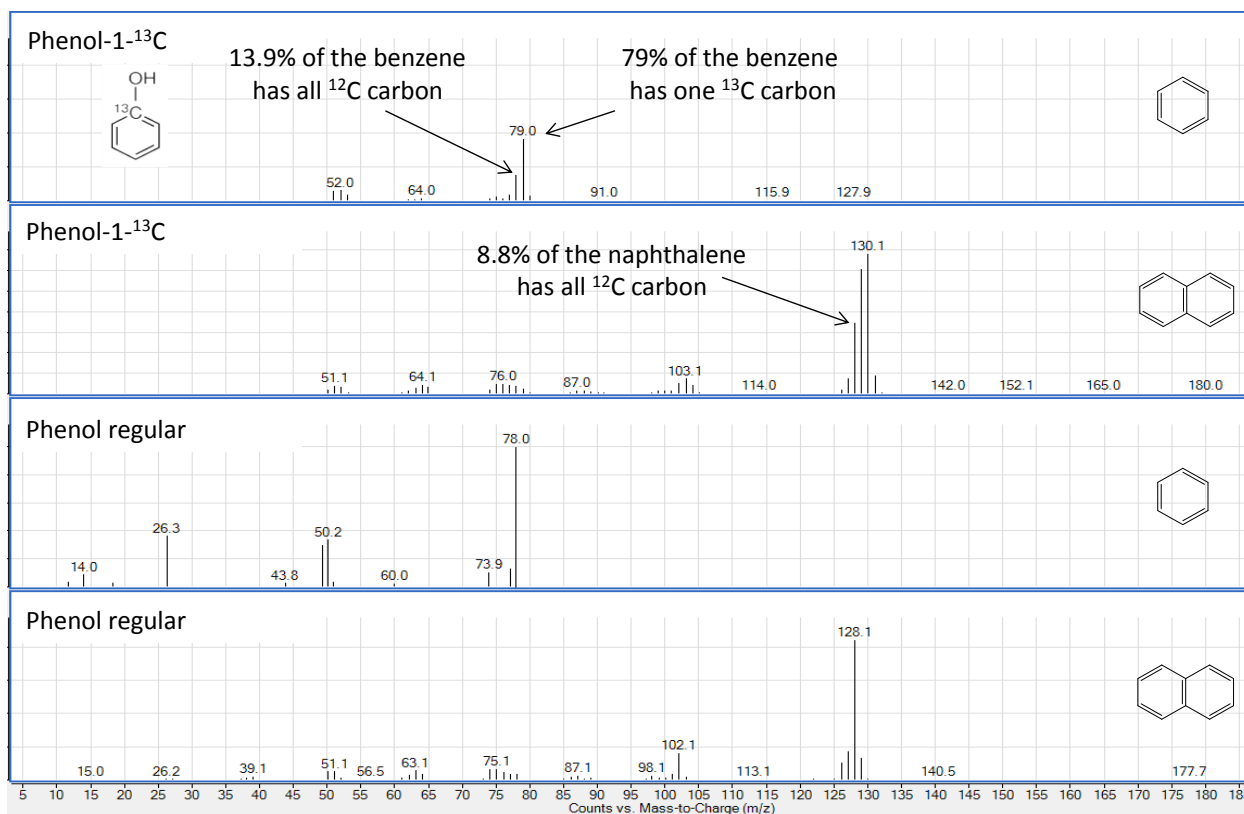 Phenol-1-¹³C
OH
¹³C
13.9% of the benzene
has all ¹²C carbon
79% of the benzene
has one ¹³C carbon
79.0
52.0
64.0
91.0
115.9
127.9
Phenol-1-¹³C
8.8% of the naphthalene
has all ¹²C carbon
130.1
51.1
64.1
76.0
87.0
103.1
114.0
142.0
152.1
165.0
180.0
Phenol regular
78.0
26.3
50.2
14.0
43.8
60.0
73.9
Phenol regular
128.1
102.1
15.0
26.2
39.1
51.1
56.5
63.1
75.1
87.1
98.1
113.1
140.5
177.7
5 10 15 20 25 30 35 40 45 50 55 60 65 70 75 80 85 90 95 100 105 110 115 120 125 130 135 140 145 150 155 160 165 170 175 180
Counts vs. Mass-to-Charge (m/z)